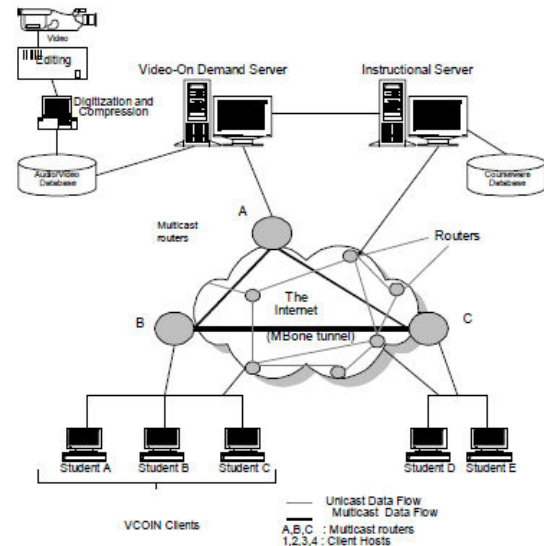 Video
Editing
Video-On Demand Server
Instructional Server
Digitization and
Compression
Audio/Video
Database
Courseware
Database
A
Multicast
routers
Routers
The
Internet
B
C
(MBone tunnel)
Student A
Student B
Student C
Student D
Student E
VCOIN Clients
Unicast Data Flow
Multicast Data Flow
A,B,C : Multicast routers
1,2,3,4 : Client Hosts